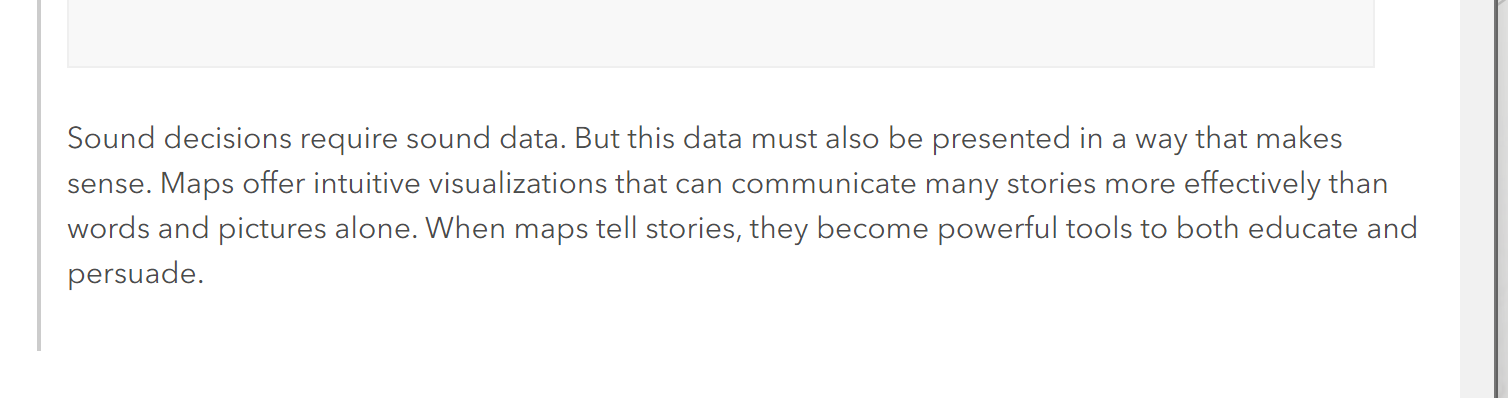 Sound decisions require sound data. But this data must also be presented in a way that makes
sense. Maps offer intuitive visualizations that can communicate many stories more effectively than
words and pictures alone. When maps tell stories, they become powerful tools to both educate and
persuade.